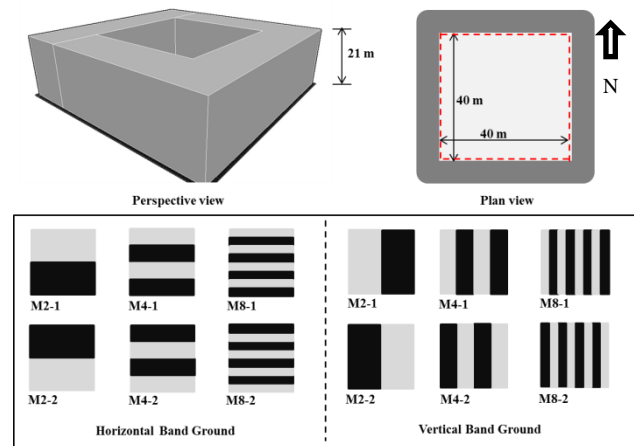 21 m
40 m
40 m
N
Perspective view
Plan view
M2-1
M4-1
M8-1
M2-1
M4-1
M8-1
M2-2
M4-2
M8-2
M2-2
M4-2
M8-2
Horizontal Band Ground
Vertical Band Ground